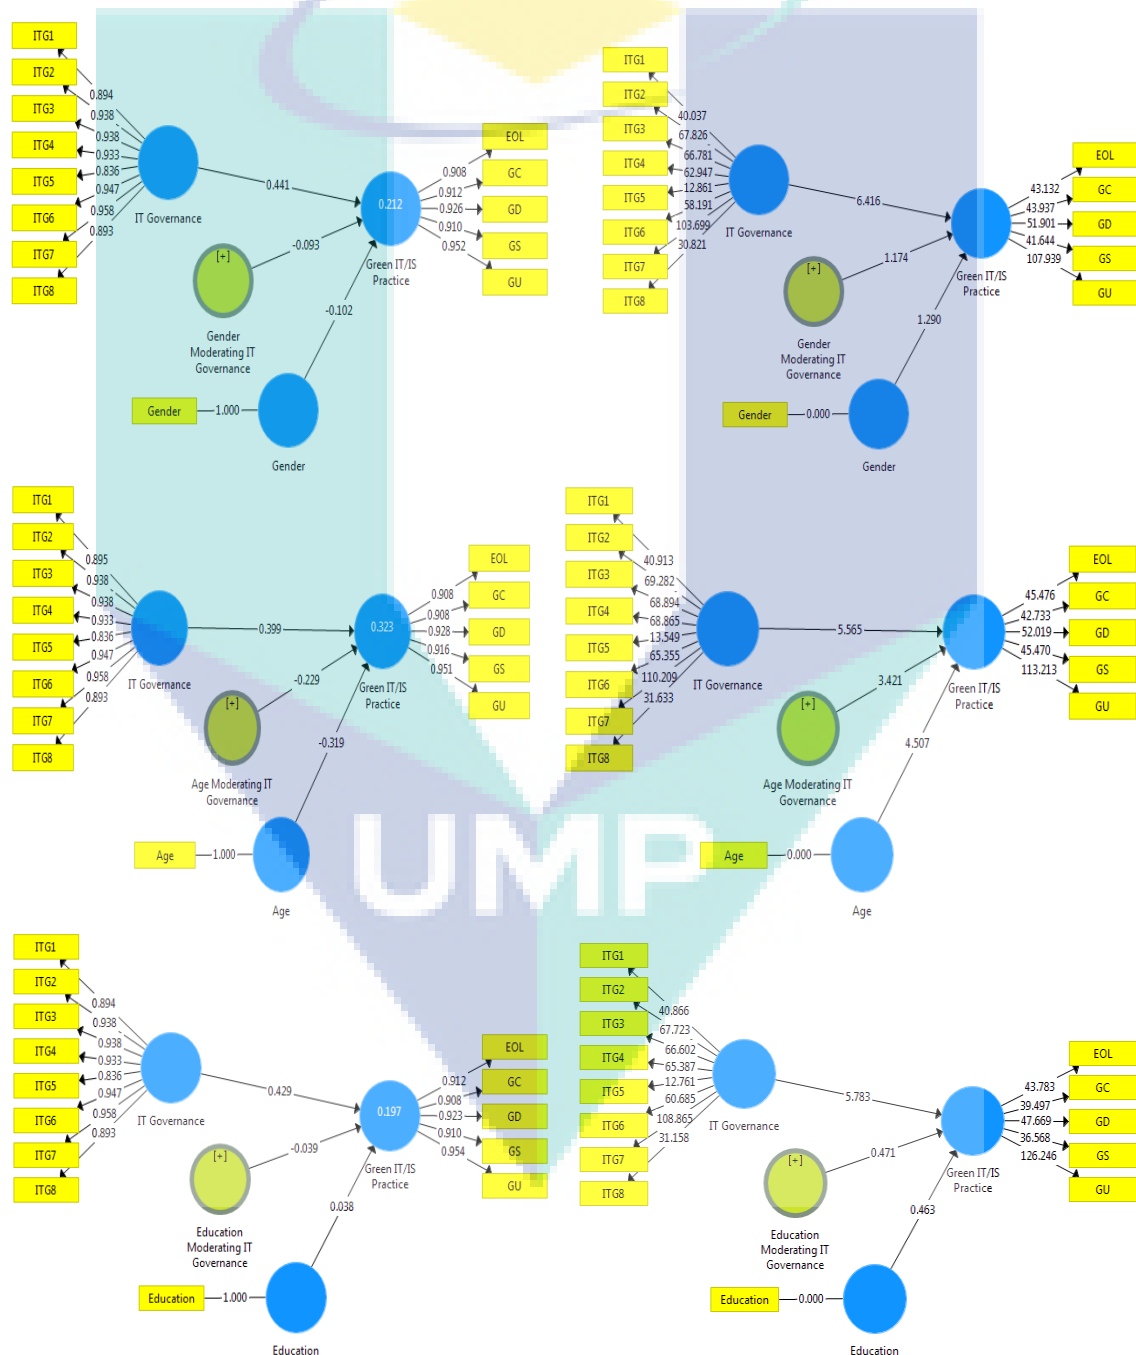 ITG1
ITG2
ITG3
ITG4
ITG5
ITG6
ITG7
ITG8
0.894
0.938
0.938
0.933
0.836
0.947
0.958
0.893
IT Governance
0.441
-0.093
-0.102
[+]
Gender
Moderating IT
Governance
Gender
1.000
Gender
0.212
Green IT/IS
Practice
0.908
0.912
0.926
0.910
0.952
EOL
GC
GD
GS
GU
ITG1
ITG2
ITG3
ITG4
ITG5
ITG6
ITG7
ITG8
40.037
67.826
66.781
62.947
12.861
58.191
103.699
30.821
IT Governance
6.416
1.174
1.290
[+]
Gender
Moderating IT
Governance
Gender
0.000
Gender
Green IT/IS
Practice
43.132
43.937
51.901
41.644
107.939
EOL
GC
GD
GS
GU
ITG1
ITG2
ITG3
ITG4
ITG5
ITG6
ITG7
ITG8
0.895
0.938
0.938
0.933
0.836
0.947
0.958
0.893
IT Governance
0.399
-0.229
-0.319
[+]
Age Moderating IT
Governance
Age
1.000
Age
0.323
Green IT/IS
Practice
0.908
0.908
0.928
0.916
0.951
EOL
GC
GD
GS
GU
ITG1
ITG2
ITG3
ITG4
ITG5
ITG6
ITG7
ITG8
40.913
69.282
68.894
68.865
13.549
65.355
110.209
31.633
IT Governance
5.565
3.421
4.507
[+]
Age Moderating IT
Governance
Age
0.000
Age
Green IT/IS
Practice
45.476
42.733
52.019
45.470
113.213
EOL
GC
GD
GS
GU
UMP
ITG1
ITG2
ITG3
ITG4
ITG5
ITG6
ITG7
ITG8
0.894
0.938
0.938
0.933
0.836
0.947
0.958
0.893
IT Governance
0.429
-0.039
0.038
[+]
Education
Moderating IT
Governance
Education
1.000
Education
0.197
Green IT/IS
Practice
0.912
0.908
0.923
0.910
0.954
EOL
GC
GD
GS
GU
ITG1
ITG2
ITG3
ITG4
ITG5
ITG6
ITG7
ITG8
40.866
67.723
66.602
65.387
12.761
60.685
108.865
31.158
IT Governance
5.783
0.471
0.463
[+]
Education
Moderating IT
Governance
Education
0.000
Education
Green IT/IS
Practice
43.783
39.497
47.669
36.568
126.246
EOL
GC
GD
GS
GU